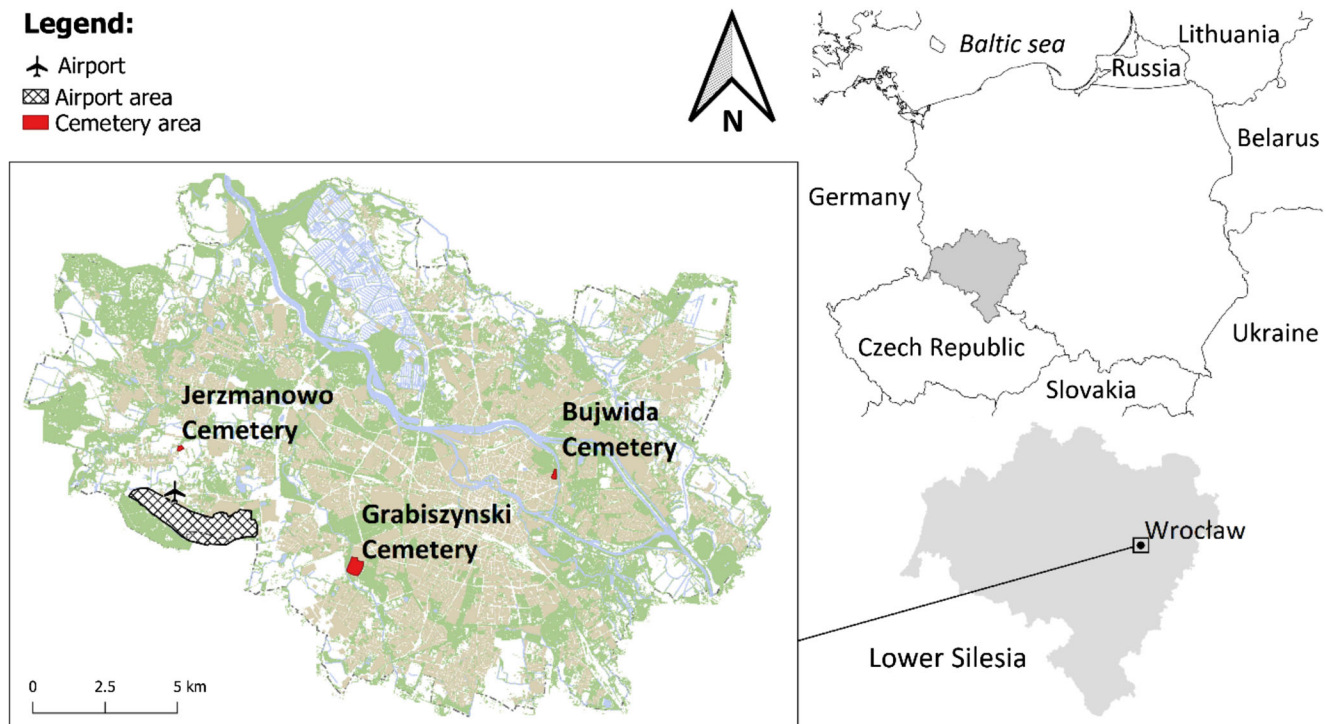 Legend:
Airport
Airport area
Cemetery area
N
Jerzmanowo
Cemetery
Bujwida
Cemetery
Grabiszynski
Cemetery
0 2.5 5 km
Baltic sea
Lithuania
Russia
Belarus
Germany
Czech Republic
Ukraine
Slovakia
Wrocław
Lower Silesia